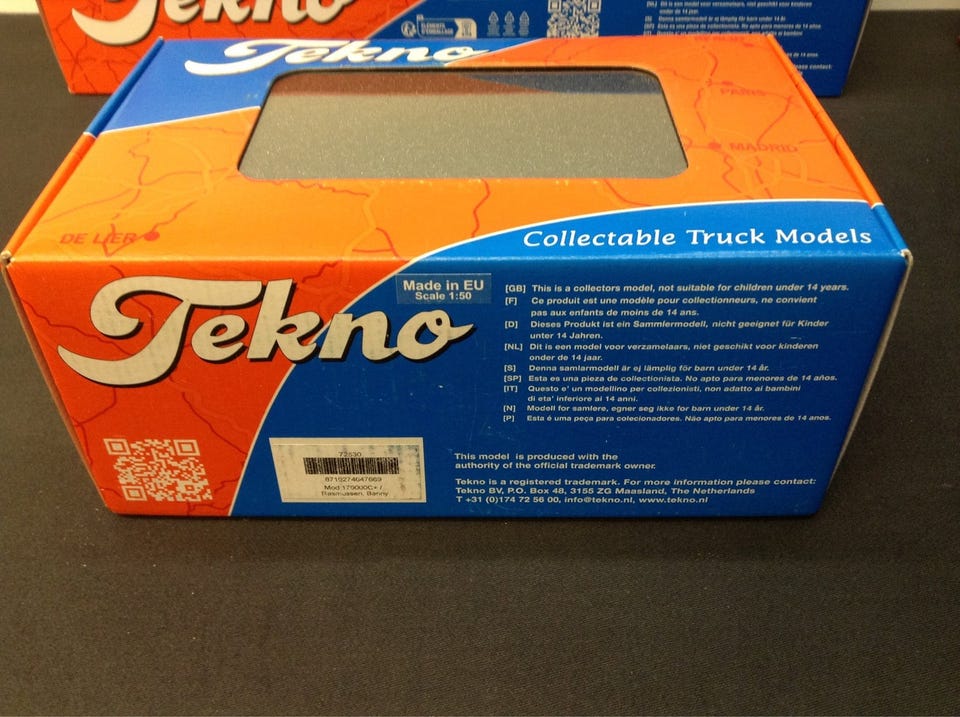 Tekno
Tekno
PARIS
MADRID
DE LIER
Collectable Truck Models
Tekno
Made in EU
Scale 1:50
[GB] This is a collectors model, not suitable for children under 14 years.
[F] Ce produit est une modèle pour collectionneurs, ne convient
pas aux enfants de moins de 14 ans.
[D] Dieses Produkt ist ein Sammlermodell, nicht geeignet für Kinder
unter 14 Jahren.
[NL] Dit is een model voor verzamelaars, niet geschikt voor kinderen
onder de 14 jaar.
[S] Denna samlarmodell är ej lämplig för barn under 14 år.
[SP] Esta es una pieza de collectionista. No apto para menores de 14 años.
[IT] Questo e' un modellino per collezionisti, non adatto ai bambini
di eta' inferiore ai 14 anni.
[N] Modell for samlere, egner seg ikke for barn under 14 år.
[P] Esta é uma peça para colecionadores. Não apto para menores de 14 anos.
72530
8719274647669
Rasmussen, Benny
This model is produced with the
authority of the official trademark owner.
Tekno is a registered trademark. For more information please contact:
Tekno BV, P.O. Box 48, 3155 ZG Maasland, The Netherlands
T +31 (0)174 72 56 00, info@tekno.nl, www.tekno.nl